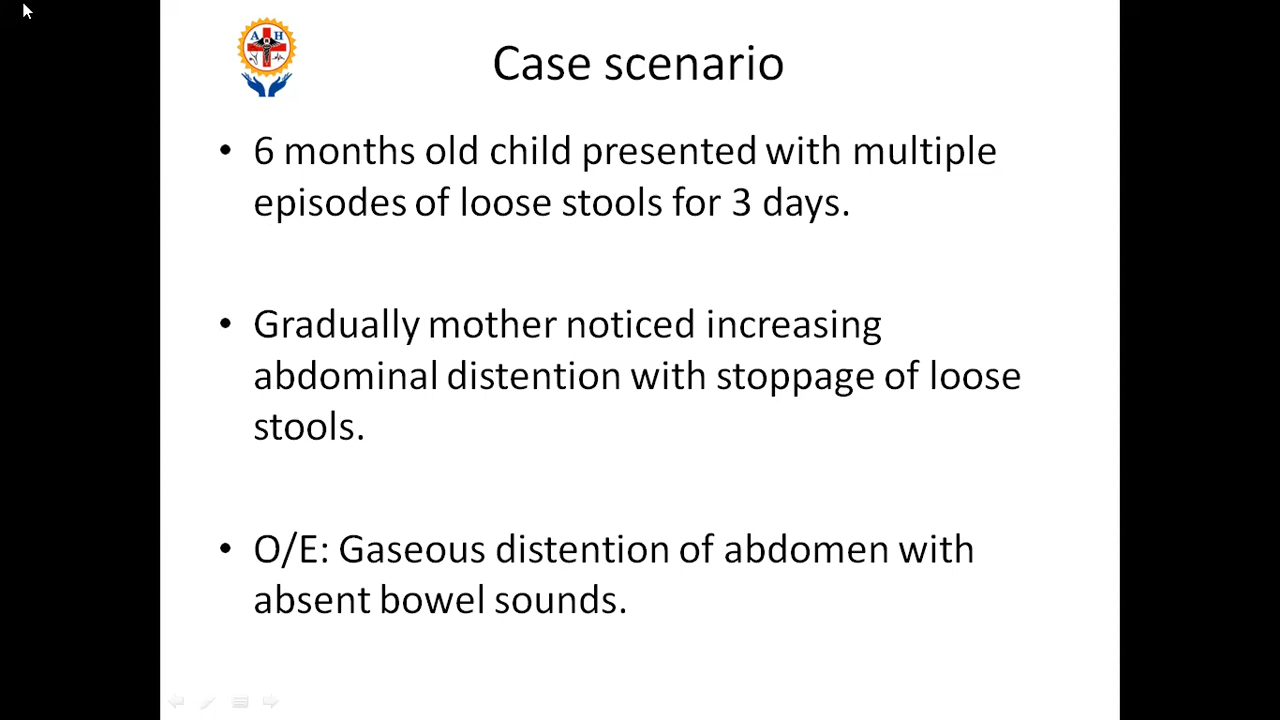 A H
Case scenario
• 6 months old child presented with multiple
episodes of loose stools for 3 days.
• Gradually mother noticed increasing
abdominal distention with stoppage of loose
stools.
• O/E: Gaseous distention of abdomen with
absent bowel sounds.